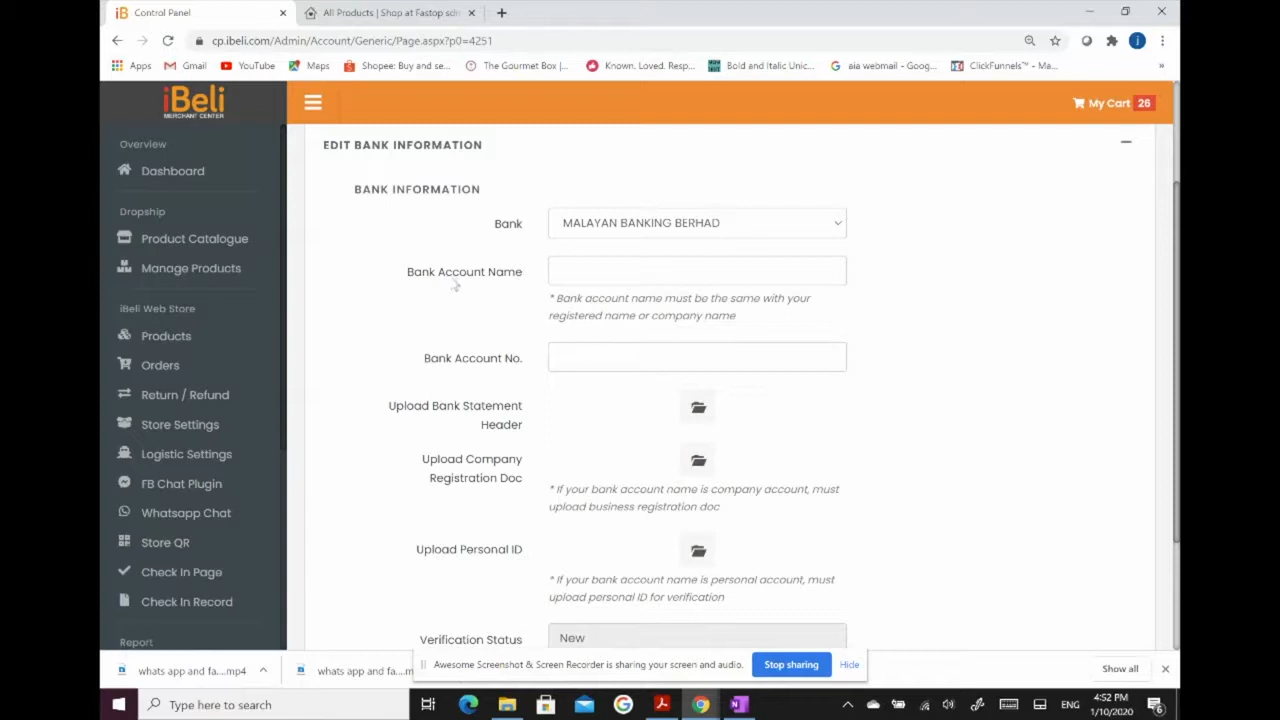 iB Control Panel
All Products | Shop at Fastop sdn
cp.ibeli.com/Admin/Account/Generic/Page.aspx?p0=4251
Apps
Gmail
YouTube
Maps
Shopee: Buy and se...
The Gourmet Box |...
Known. Loved. Resp...
Bold and Italic Unic...
aia webmail - Goog...
ClickFunnels™ - Ma...
»
iBeli
MERCHANT CENTER
My Cart 26
Overview
Dashboard
Dropship
Product Catalogue
Manage Products
iBeli Web Store
Products
Orders
Return / Refund
Store Settings
Logistic Settings
FB Chat Plugin
Whatsapp Chat
Store QR
Check In Page
Check In Record
Report
EDIT BANK INFORMATION
BANK INFORMATION
Bank
MALAYAN BANKING BERHAD
Bank Account Name
* Bank account name must be the same with your
registered name or company name
Bank Account No.
Upload Bank Statement
Header
Upload Company
Registration Doc
* If your bank account name is company account, must
upload business registration doc
Upload Personal ID
* If your bank account name is personal account, must
upload personal ID for verification
Verification Status
New
Awesome Screenshot & Screen Recorder is sharing your screen and audio.
Stop sharing
Hide
whats app and fa....mp4
whats app and fa....m
Show all
Type here to search
ENG
4:52 PM
1/10/2020
6